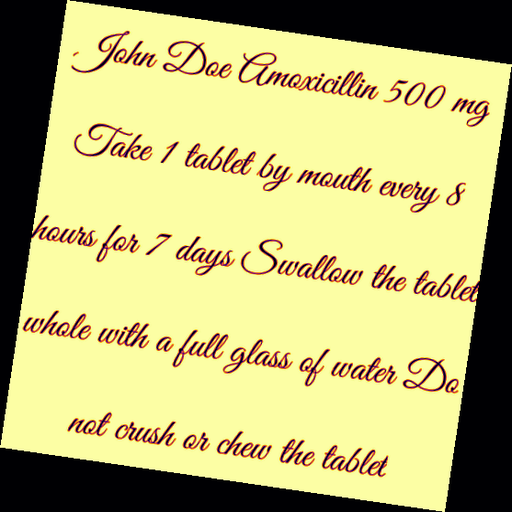 John Doe Amoxicillin 500 mg
Take 1 tablet by mouth every 8
hours for 7 days Swallow the tablet
whole with a full glass of water Do
not crush or chew the tablet